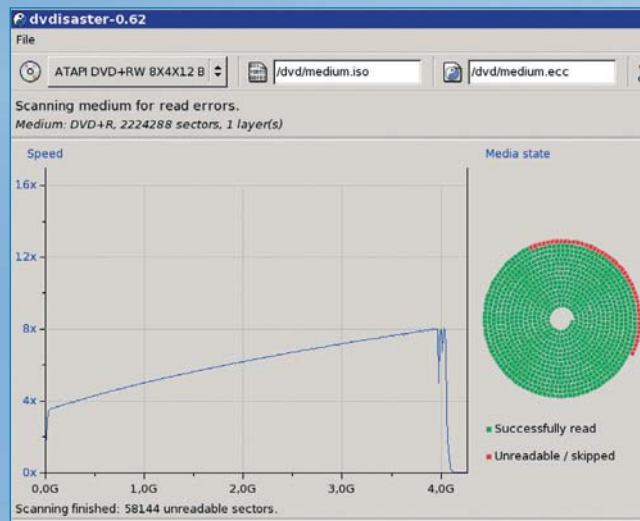 dvdisaster-0.62
File
ATAPI DVD+RW 8X4X12 B
/dvd/medium.iso
/dvd/medium.ecc
Scanning medium for read errors.
Medium: DVD+R, 2224288 sectors, 1 layer(s)
Speed
Media state
16x
12x
8x
4x
0x
0,0G 1,0G 2,0G 3,0G 4,0G
Successfully read
Unreadable / skipped
Scanning finished: 58144 unreadable sectors.